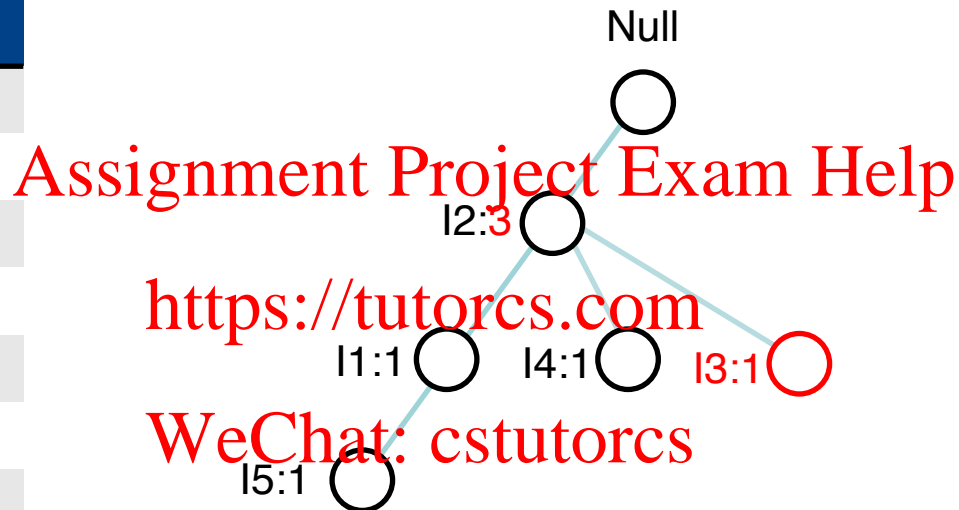 Null
Assignment Project Exam Help
I2:3
https://tutorcs.com
I1:1 I4:1 I3:1
WeChat: cstutorcs
I5:1